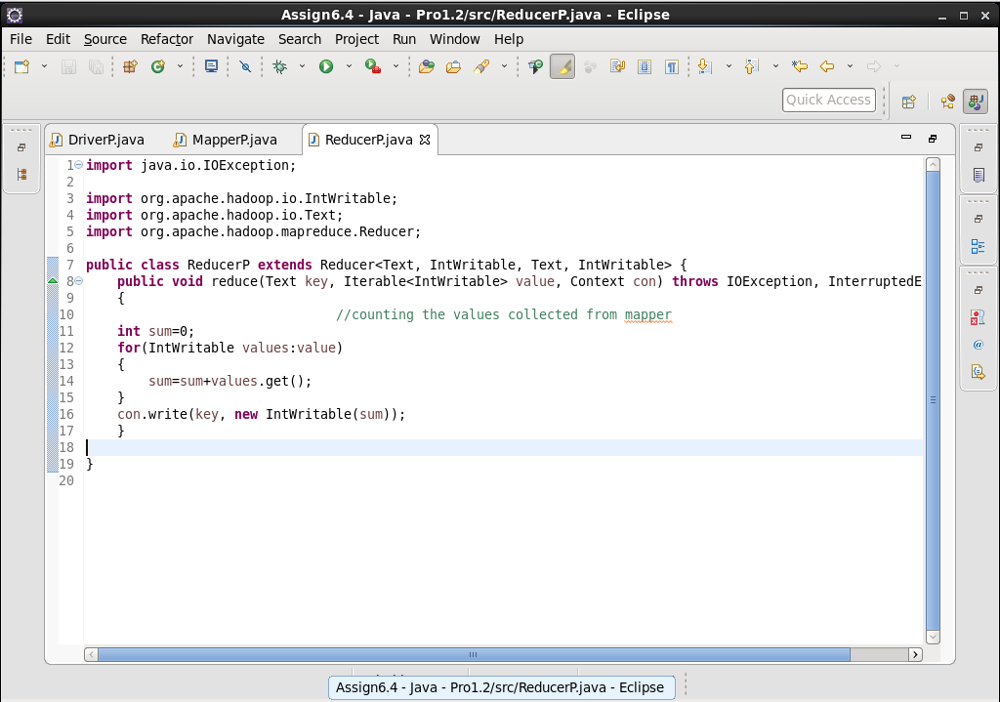 Assign6.4 - Java - Pro1.2/src/ReducerP.java - Eclipse
File Edit Source Refactor Navigate Search Project Run Window Help
Quick Access
DriverP.java MapperP.java ReducerP.java
1 import java.io.IOException;
2
3 import org.apache.hadoop.io.IntWritable;
4 import org.apache.hadoop.io.Text;
5 import org.apache.hadoop.mapreduce.Reducer;
6
7 public class ReducerP extends Reducer<Text, IntWritable, Text, IntWritable> {
8 public void reduce(Text key, Iterable<IntWritable> value, Context con) throws IOException, InterruptedE
9 {
10 //counting the values collected from mapper
11 int sum=0;
12 for(IntWritable values:value)
13 {
14 sum=sum+values.get();
15 }
16 con.write(key, new IntWritable(sum));
17 }
18
19 }
20
Assign6.4 - Java - Pro1.2/src/ReducerP.java - Eclipse